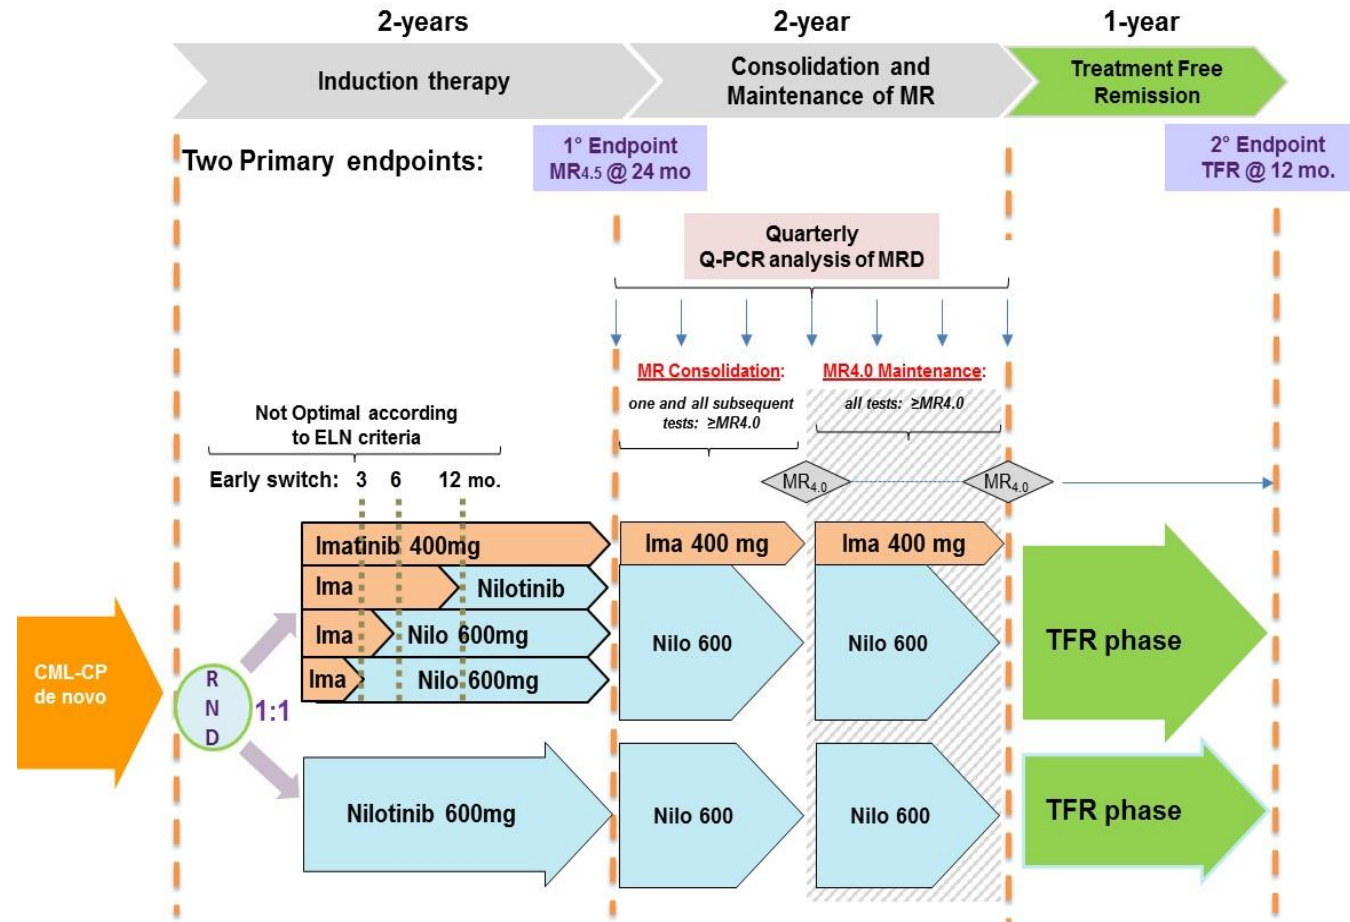 2-years
2-year
1-year
Induction therapy
Consolidation and
Maintenance of MR
Treatment Free
Remission
Two Primary endpoints:
1° Endpoint
MR4.5 @ 24 mo
2° Endpoint
TFR @ 12 mo.
Quarterly
Q-PCR analysis of MRD
MR Consolidation:
one and all subsequent
tests: ≥MR4.0
MR4.0 Maintenance:
all tests: ≥MR4.0
Not Optimal according
to ELN criteria
Early switch: 3 6 12 mo.
MR4.0
MR4.0
Imatinib 400mg
Ima Nilotinib
Ima Nilo 600mg
Ima Nilo 600mg
Ima 400 mg
Ima 400 mg
Nilo 600
Nilo 600
TFR phase
CML-CP
de novo
R
N
D
1:1
Nilotinib 600mg
Nilo 600
Nilo 600
TFR phase